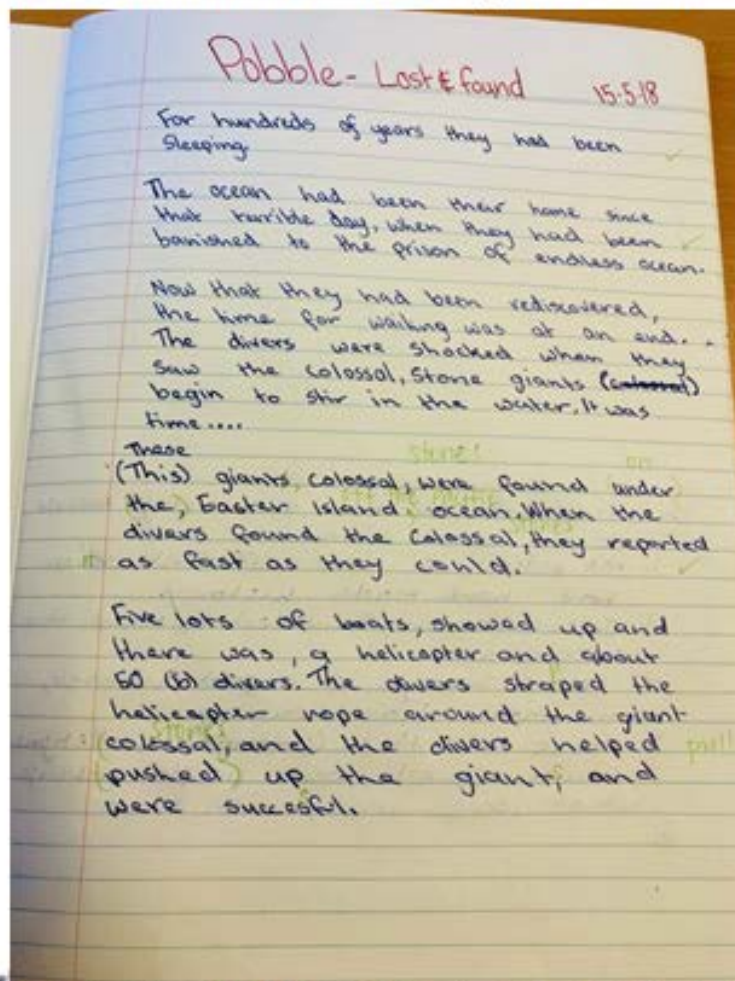 Pobble - Lost & found 15.5.18
For hundreds of years they had been
Sleeping.
The ocean had been their home since
that terrible day, when they had been
banished to the prison of endless ocean.
Now that they had been rediscovered,
the time for waiting was at an end..
The divers were shocked when they
saw the Colossal, Stone giants (colossal)
begin to stir in the water. It was
time....
These
(This) giants, colossal, were found under
the, Easter Island ocean. When the
divers found the Colossal, they reported
as fast as they could.
Five lots of boats, showed up and
there was, a helicopter and about
50 (b) divers. The divers straped the
helicopter rope around the giant
colossal, and the divers helped
pushed up the giant, and
were succesful.